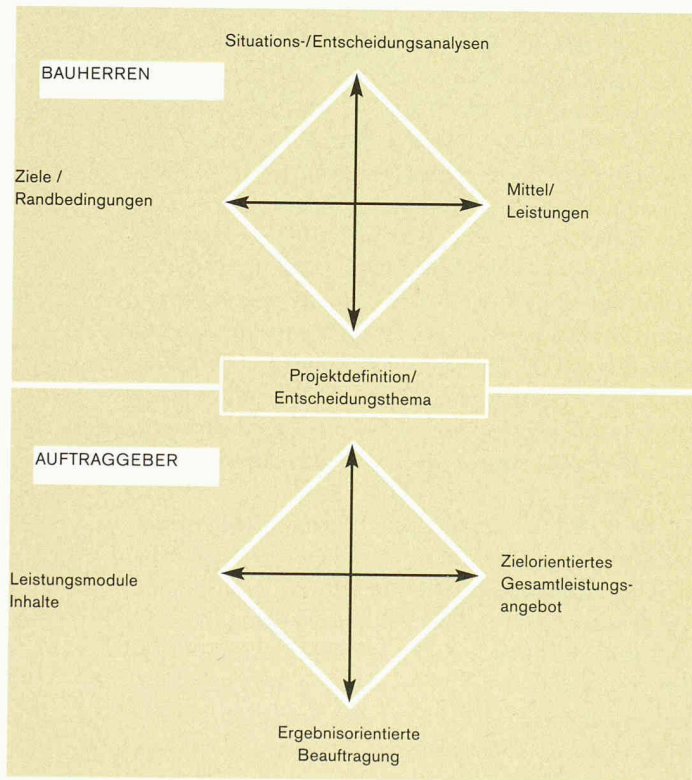 Situations-/Entscheidungsanalysen
BAUHERREN
Ziele /
Randbedingungen
Mittel/
Leistungen
Projektdefinition/
Entscheidungsthema
AUFTRAGGEBER
Leistungsmodule
Inhalte
Zielorientiertes
Gesamtleistungs-
angebot
Ergebnisorientierte
Beauftragung